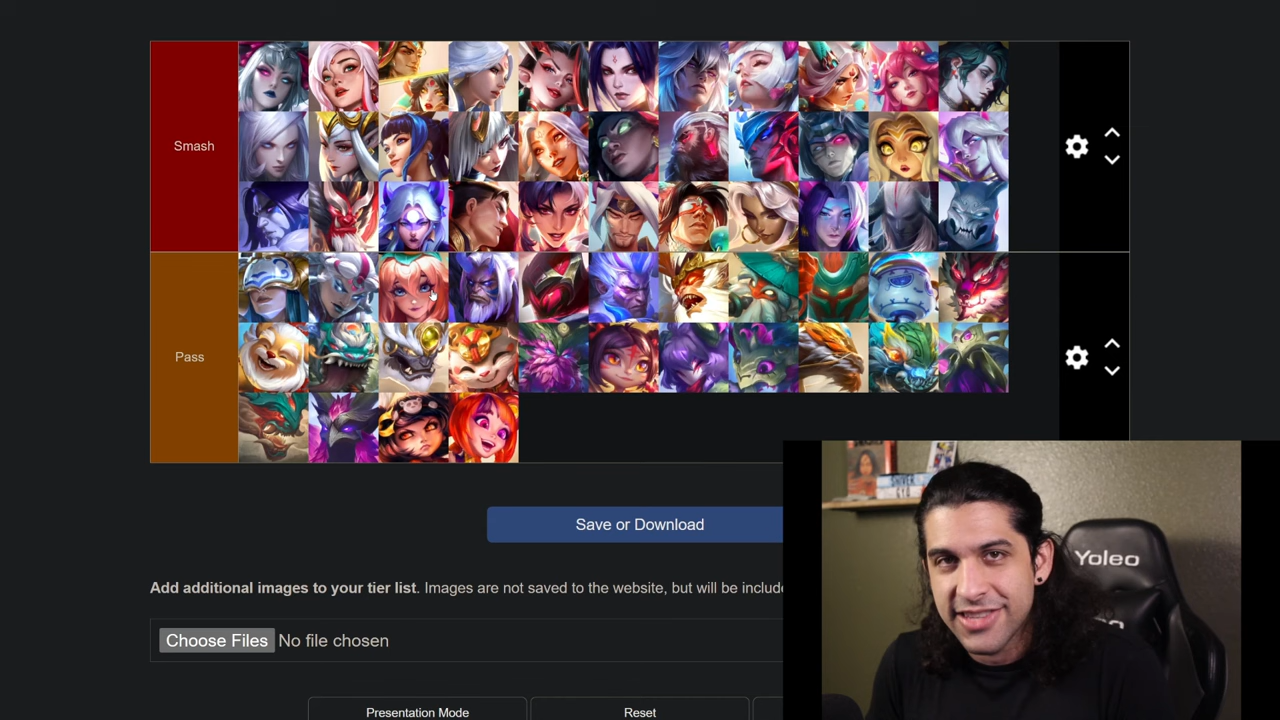 Smash
Pass
Save or Download
Add additional images to your tier list. Images are not saved to the website, but will be include
Choose Files No file chosen
Presentation Mode
Reset
Yoleo